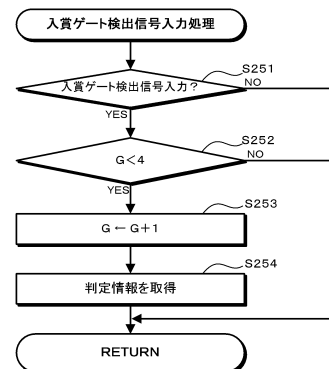 入賞ゲート検出信号入力処理
S251
入賞ゲート検出信号入力？
NO
YES
S252
G＜4
NO
YES
S253
G ← G＋1
S254
判定情報を取得
RETURN